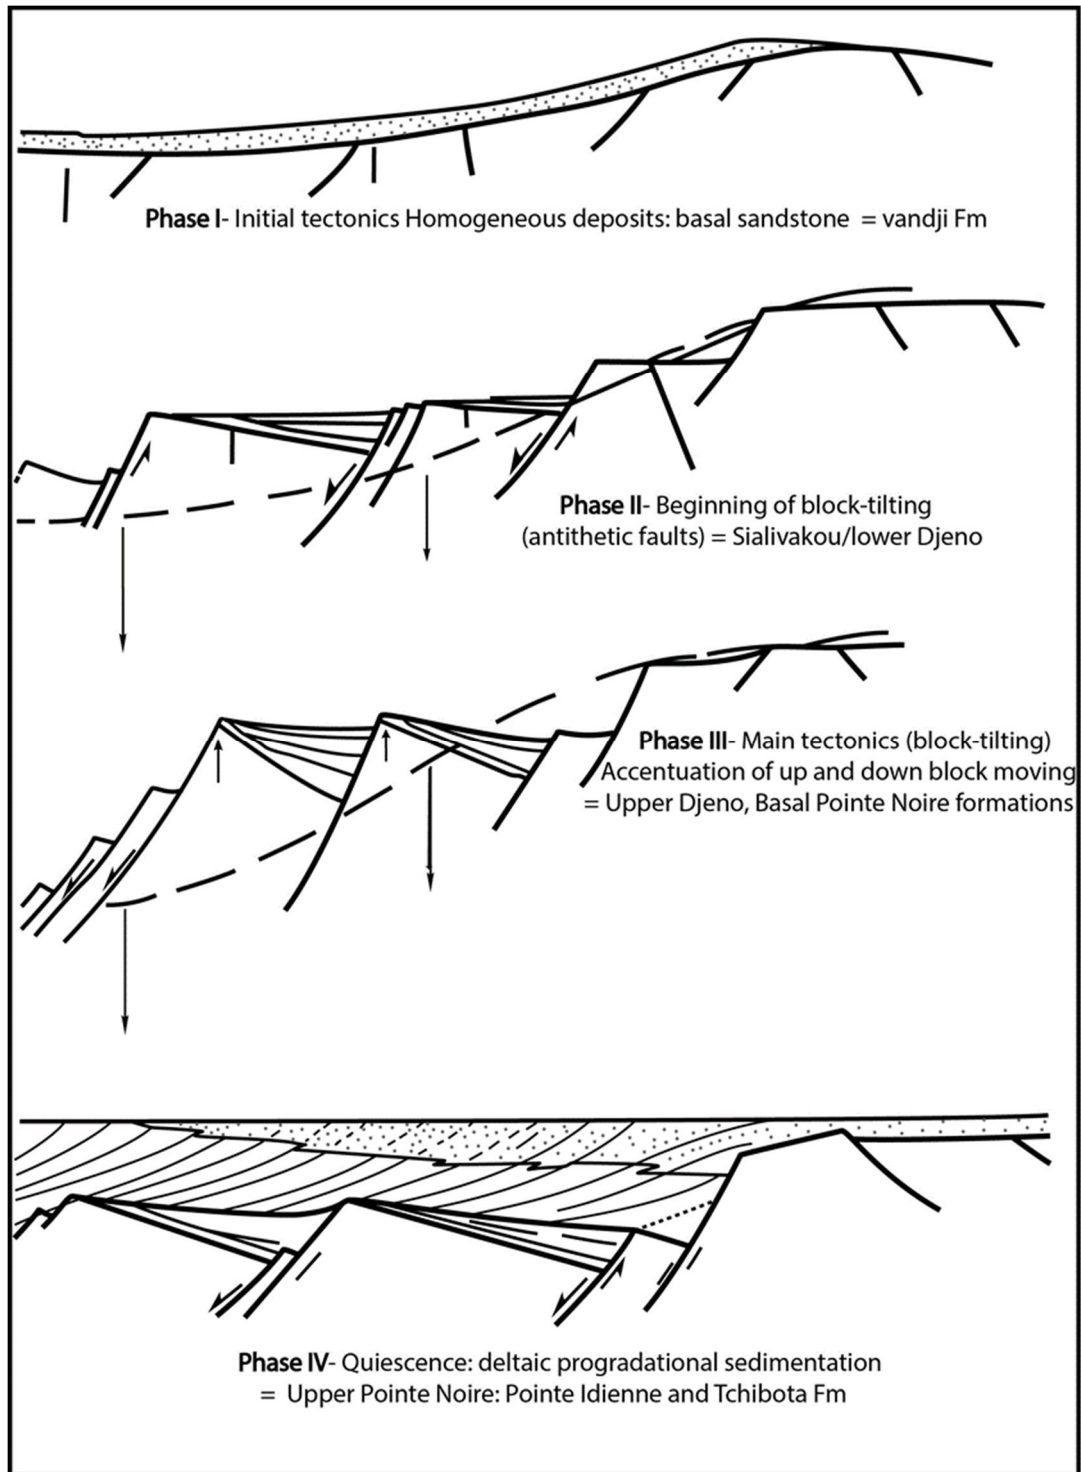 Phase I- Initial tectonics Homogeneous deposits: basal sandstone = vandji Fm
Phase II- Beginning of block-tilting
(antithetic faults) = Sialivakou/lower Djeno
Phase III- Main tectonics (block-tilting)
Accentuation of up and down block moving
= Upper Djeno, Basal Pointe Noire formations
Phase IV- Quiescence: deltaic progradational sedimentation
= Upper Pointe Noire: Pointe Idienne and Tchibota Fm